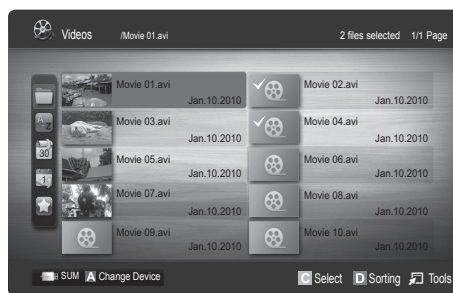 Videos /Movie 01.avi 2 files selected 1/1 Page
Movie 01.avi Movie 02.avi
Jan.10.2010 Jan.10.2010
A Z Movie 03.avi Movie 04.avi
Jan.10.2010 Jan.10.2010
30
Movie 05.avi Movie 06.avi
1 Jan.10.2010 Jan.10.2010
Movie 07.avi Movie 08.avi
Jan.10.2010 Jan.10.2010
Movie 09.avi Movie 10.avi
Jan.10.2010 Jan.10.2010
SUM A Change Device C Select D Sorting Tools